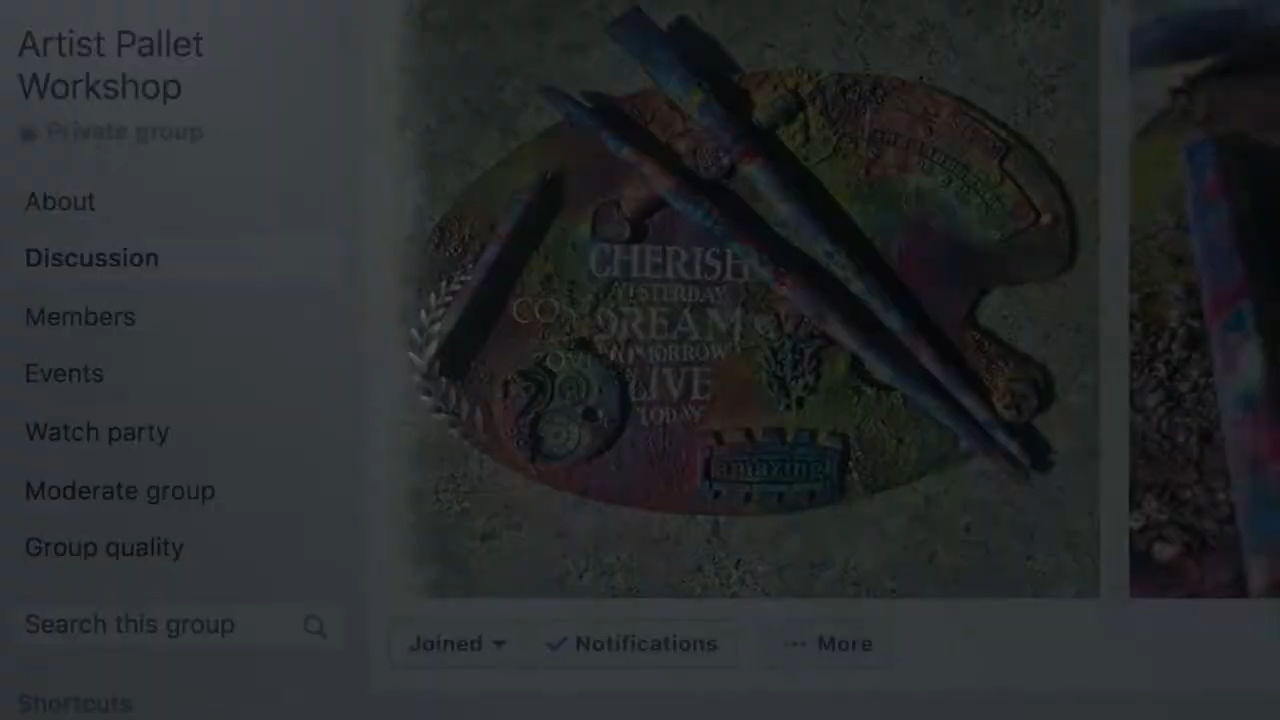 Artist Pallet
Workshop
Private group
About
Discussion
Members
Events
Watch party
Moderate group
Group quality
Search this group
Shortcuts
CHERISH
YESTERDAY
DREAM
TOMORROW
LIVE
TODAY
amazing
Joined
Notifications
More